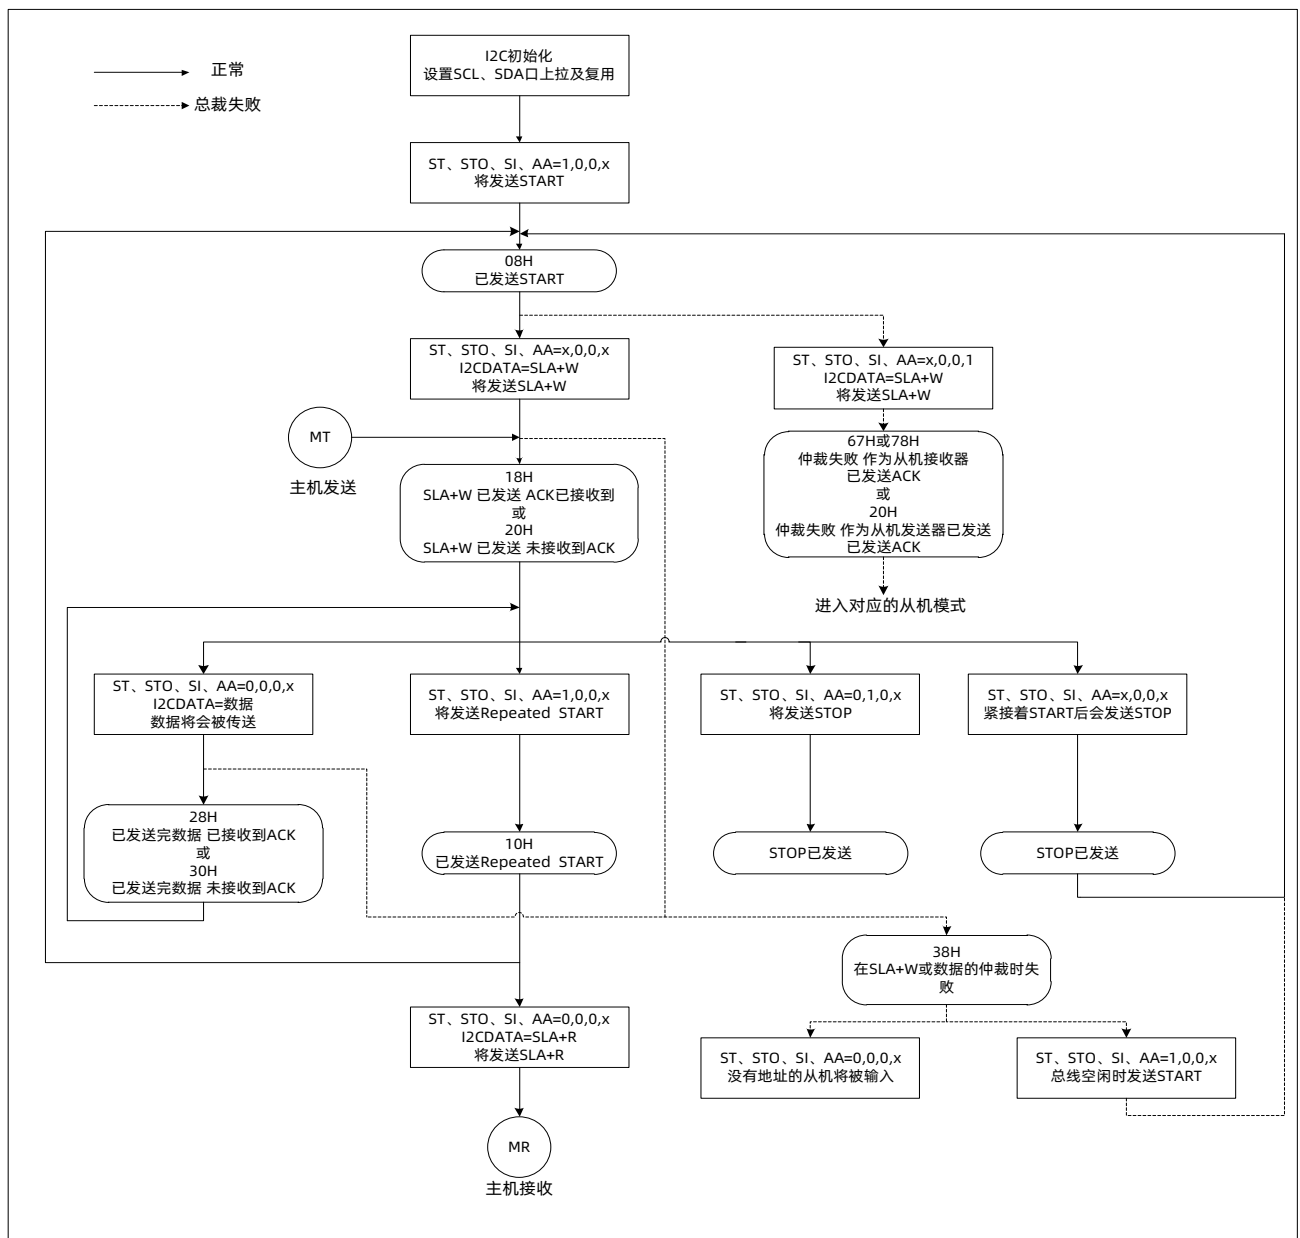 I2C初始化
设置SCL、SDA口上拉及复用
正常
总裁失败
ST、STO、SI、AA=1,0,0,x
将发送START
08H
已发送START
ST、STO、SI、AA=x,0,0,x
I2CDATA=SLA+W
将发送SLA+W
ST、STO、SI、AA=x,0,0,1
I2CDATA=SLA+W
将发送SLA+W
MT
主机发送
18H
SLA+W 已发送 ACK已接收到
或
20H
SLA+W 已发送 未接收到ACK
67H或78H
仲裁失败 作为从机接收器
已发送ACK
或
20H
仲裁失败 作为从机发送器已发送
已发送ACK
进入对应的从机模式
ST、STO、SI、AA=0,0,0,x
I2CDATA=数据
数据将会被传送
ST、STO、SI、AA=1,0,0,x
将发送Repeated START
ST、STO、SI、AA=0,1,0,x
将发送STOP
ST、STO、SI、AA=x,0,0,x
紧接着START后会发送STOP
28H
已发送完数据 已接收到ACK
或
30H
已发送完数据 未接收到ACK
10H
已发送Repeated START
STOP已发送
STOP已发送
38H
在SLA+W或数据的仲裁时失
败
ST、STO、SI、AA=0,0,0,x
I2CDATA=SLA+R
将发送SLA+R
ST、STO、SI、AA=0,0,0,x
没有地址的从机将被输入
ST、STO、SI、AA=1,0,0,x
总线空闲时发送START
MR
主机接收